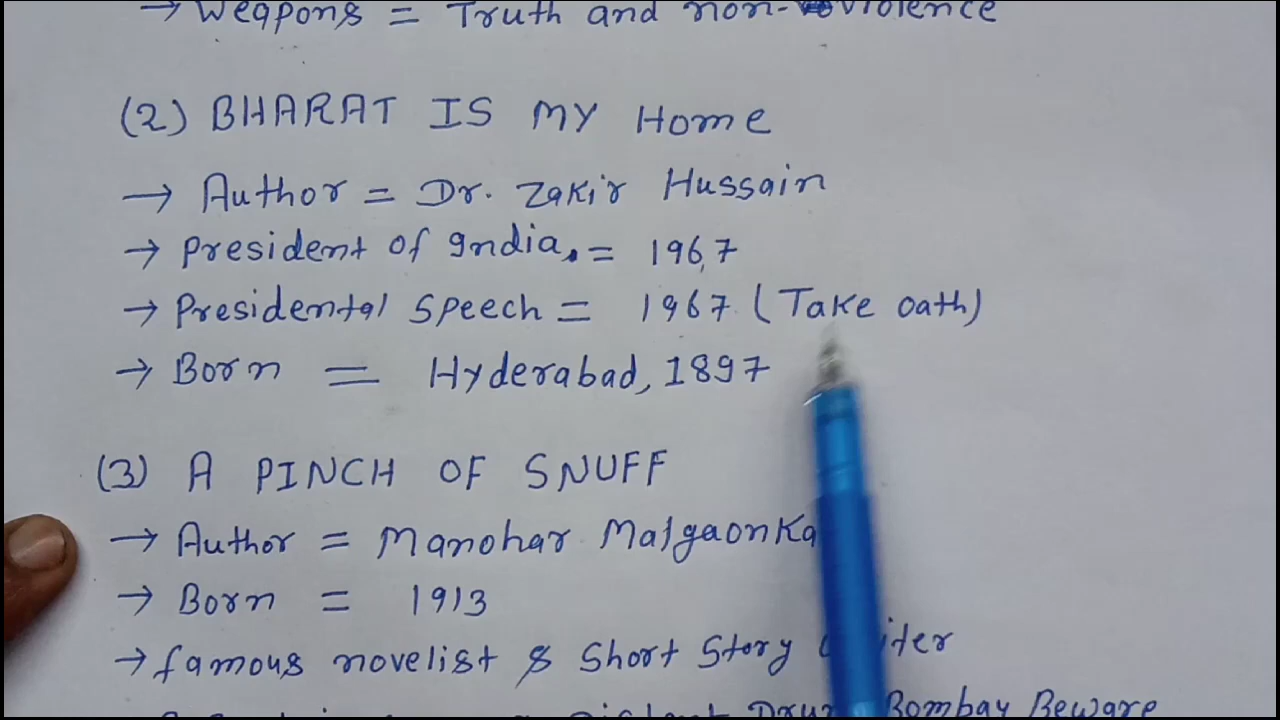 → Weapons = Truth and non-violence
(2) BHARAT IS MY Home
→ Author = Dr. Zakir Hussain
→ President of India. = 1967
→ Presidental Speech = 1967 (Take oath)
→ Born = Hyderabad, 1897
(3) A PINCH OF SNUFF
→ Author = Manohar Malgaonka
→ Born = 1913
→ famous novelist & Short Story
Distant Drum Bombay Beware